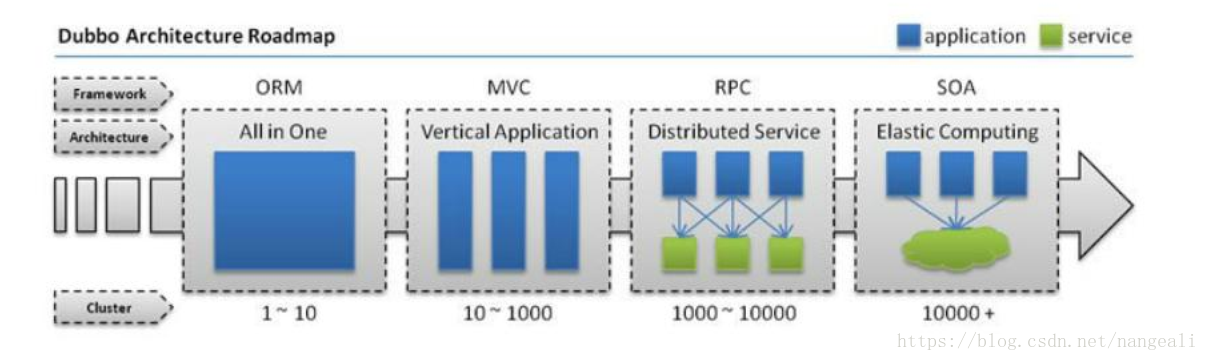 Dubbo Architecture Roadmap
application
service
Framework
ORM
MVC
RPC
SOA
Architecture
All in One
Vertical Application
Distributed Service
Elastic Computing
Cluster
1 ~ 10
10 ~ 1000
1000 ~ 10000
10000 +
https://blog.csdn.net/nangeali